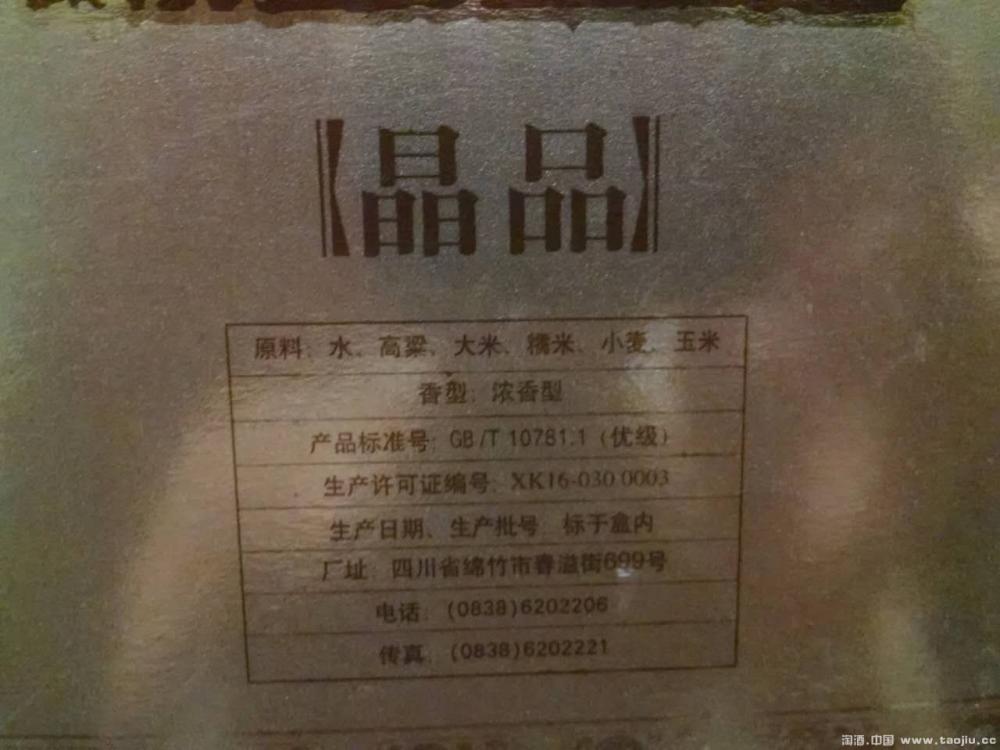 【晶品】
原料: 水、高粱、大米、糯米、小麦、玉米
香型: 浓香型
产品标准号: GB/T 10781.1 (优级)
生产许可证编号: XK16-030 0003
生产日期、生产批号 标于盒内
厂址: 四川省绵竹市春溢街699号
电话: (0838)6202206
传真: (0838)6202221
淘酒.中国 www.taojiu.cc